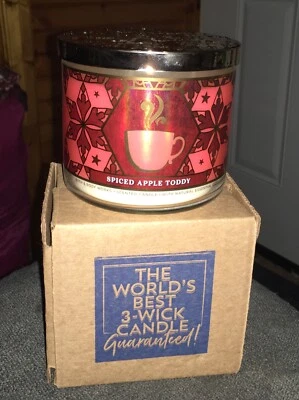 SPICED APPLE TODDY
THE
WORLD'S
BEST
3-WICK
CANDLE
Guaranteed!